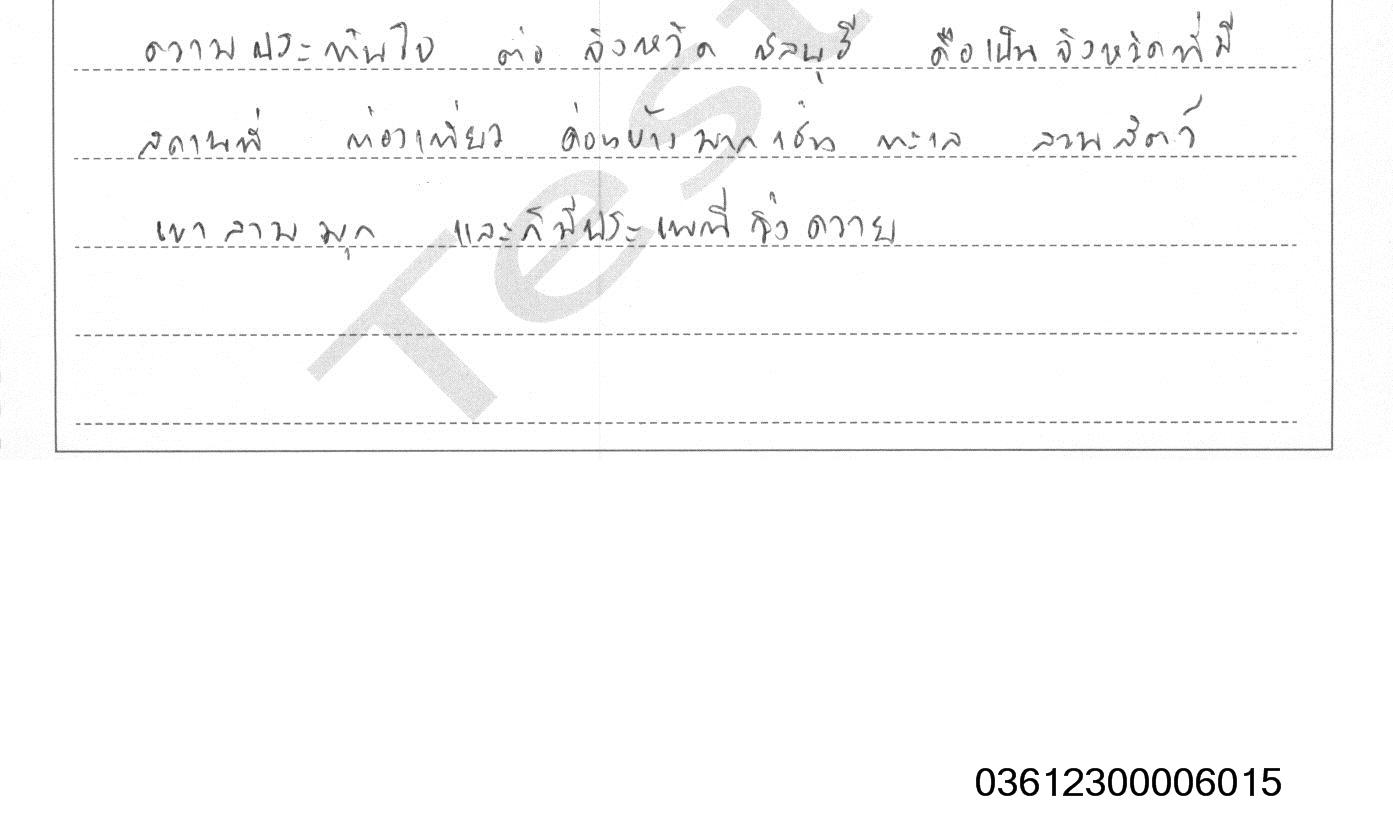 ความประทับใจ ต่อ จังหวัด ชลบุรี คือเป็นจังหวัดที่มี
สถานที่ ท่องเที่ยว ค่อนข้างมาก เช่น ทะเล สวนสัตว์
เขา สาม มุก และก็มีประเพณี วิ่ง ควาย
Test
03612300006015